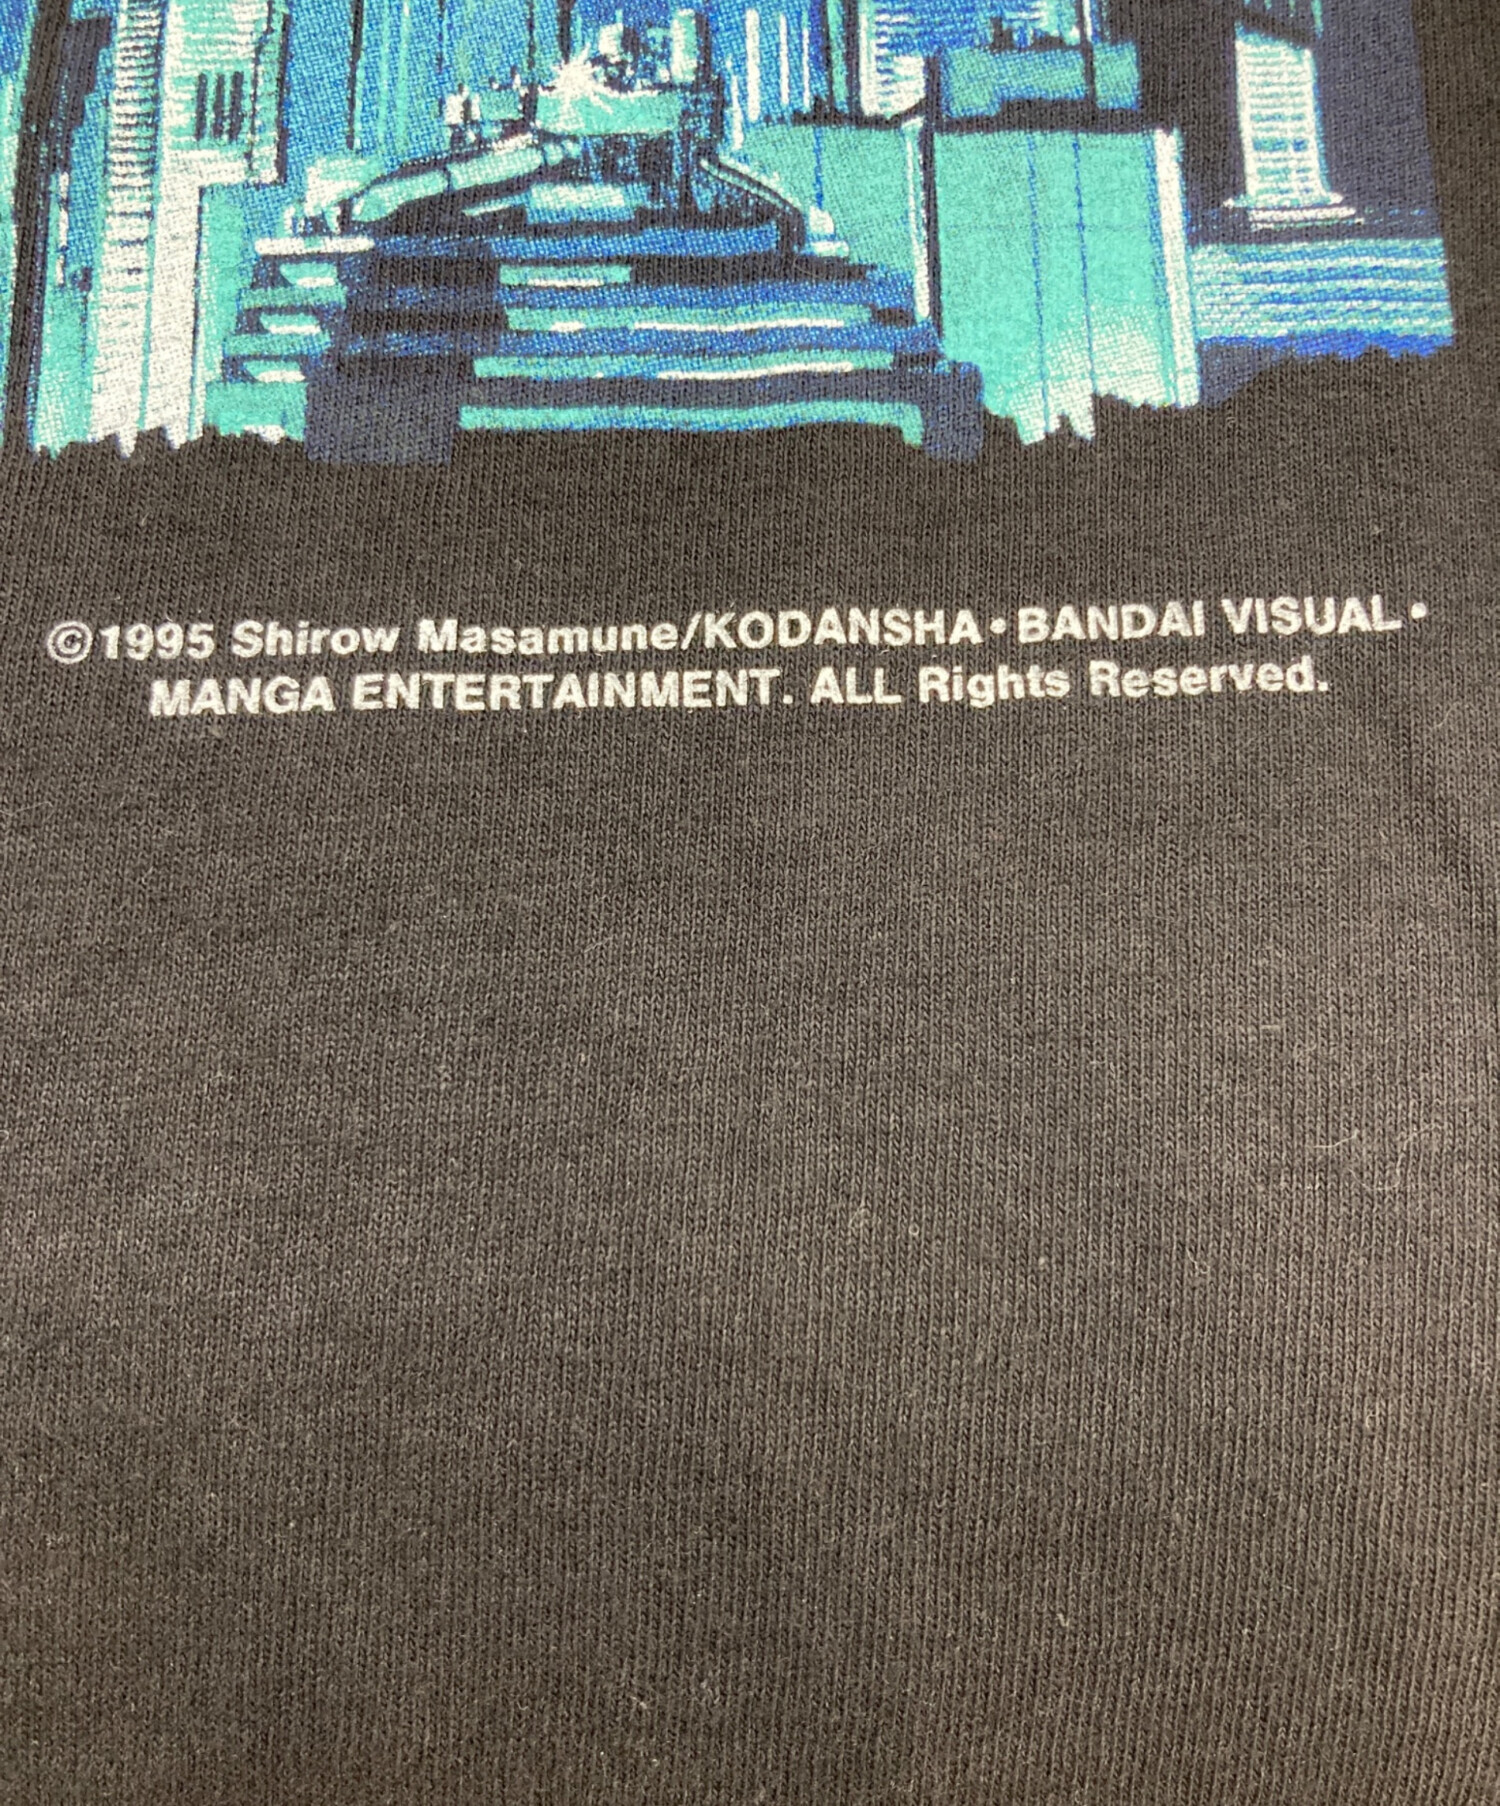 ©1995 Shirow Masamune/KODANSHA・BANDAI VISUAL・
MANGA ENTERTAINMENT. ALL Rights Reserved.